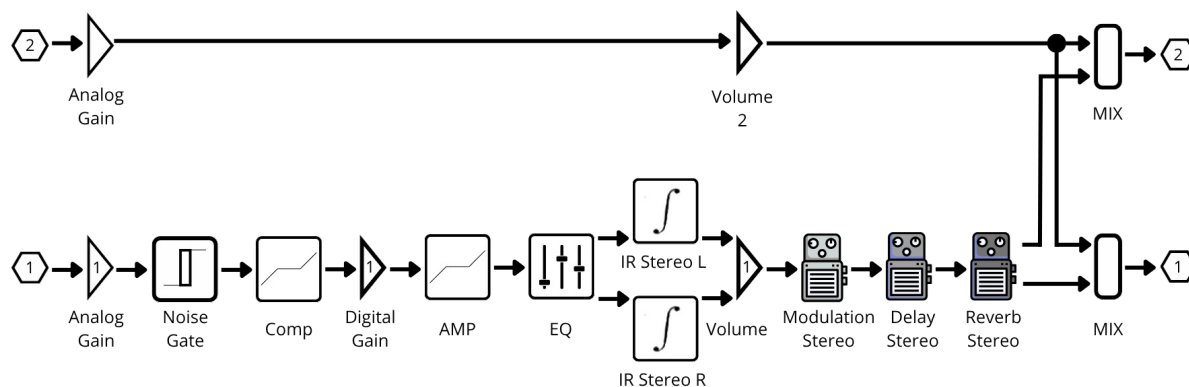 2
2
Analog
Gain
Volume
2
MIX
1
1
1
1
1
Analog
Gain
Noise
Gate
Comp
Digital
Gain
AMP
EQ
IR Stereo L
IR Stereo R
Volume
Modulation
Stereo
Delay
Stereo
Reverb
Stereo
MIX